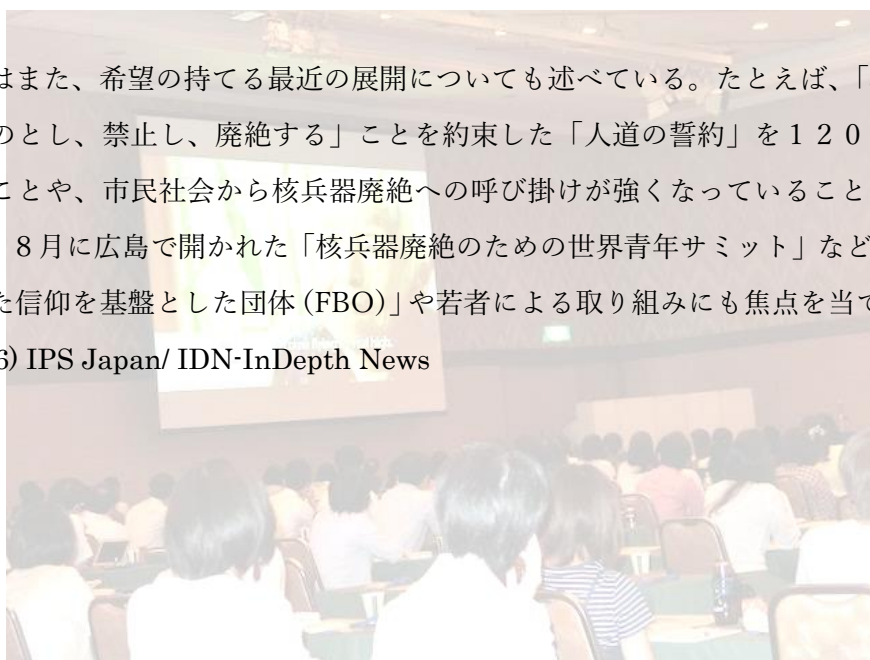 はまた、希望の持てる最近の展開についても述べている。たとえば、「
のとし、禁止し、廃絶する」ことを約束した「人道の誓約」を１２０
ことや、市民社会から核兵器廃絶への呼び掛けが強くなっていること
８月に広島で開かれた「核兵器廃絶のための世界青年サミット」など
た信仰を基盤とした団体(FBO)」や若者による取り組みにも焦点を当て
6) IPS Japan/ IDN-InDepth News